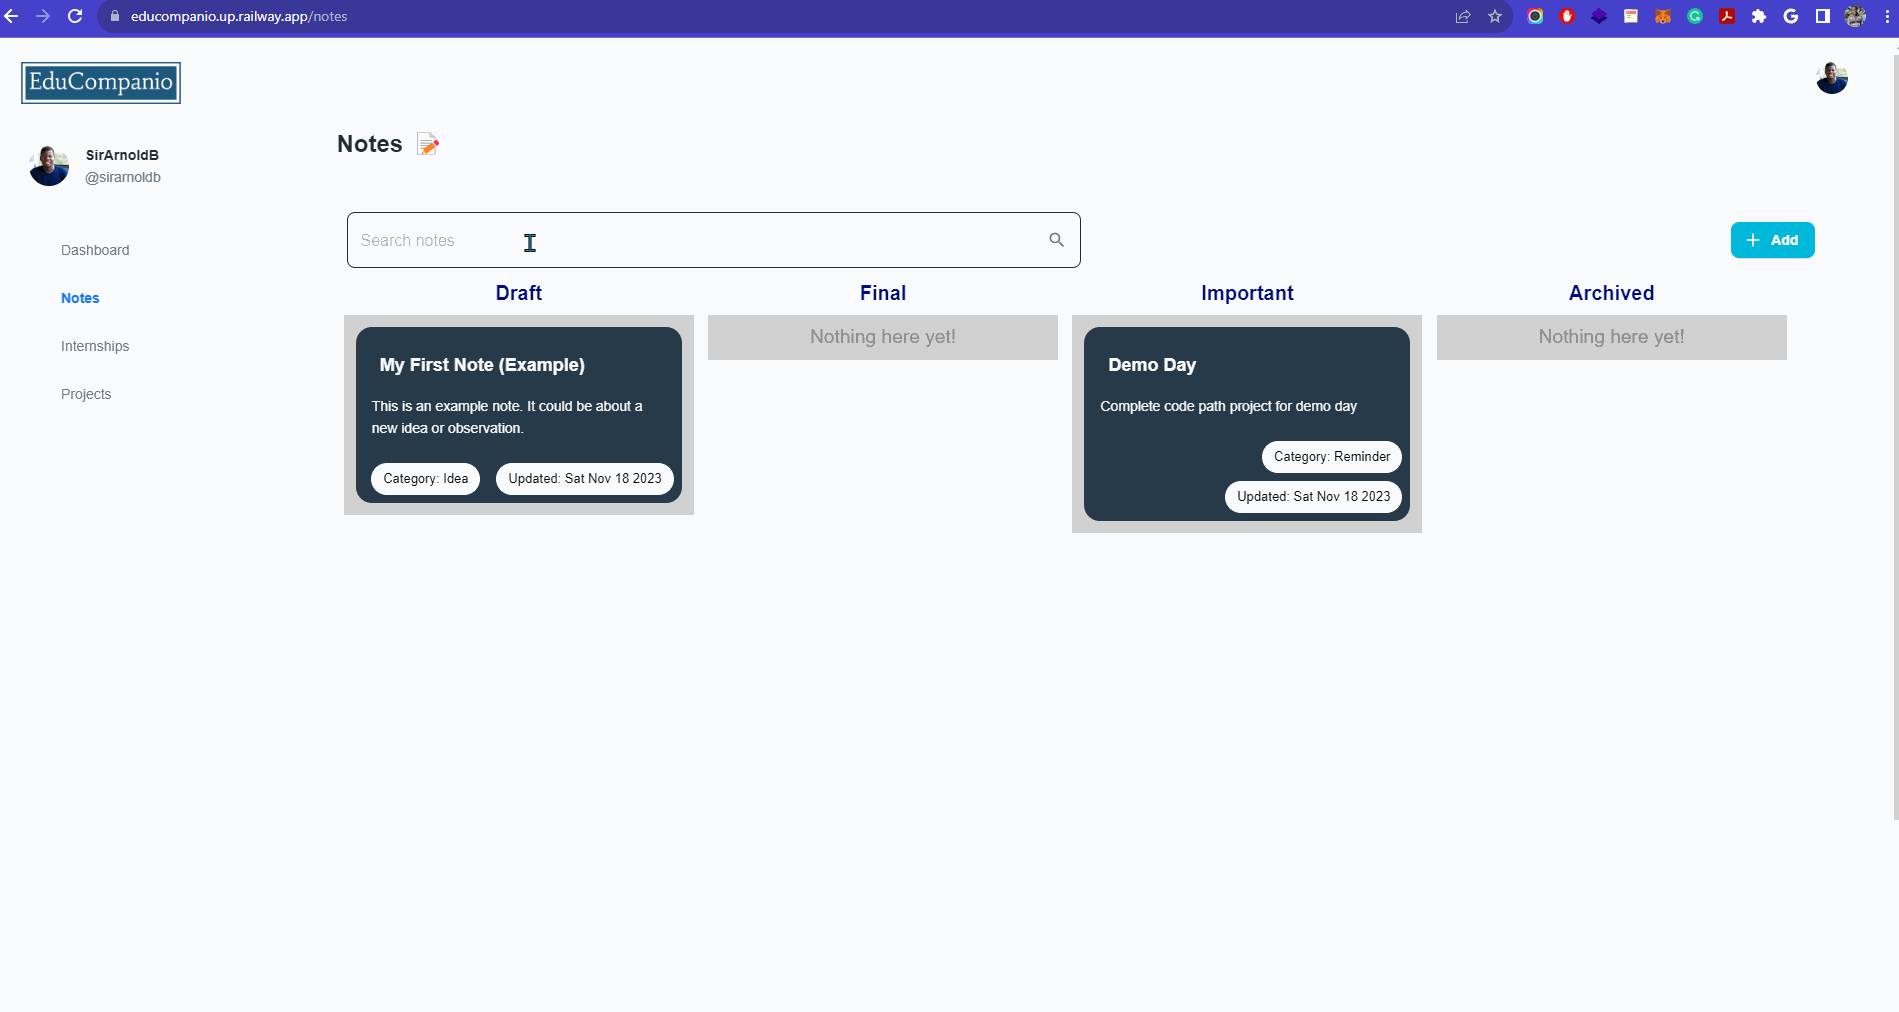 educompanio.up.railway.app/notes
EduCompanio
SirArnoldB
@sirarnoldb
Dashboard
Notes
Internships
Projects
Notes
Search notes
Add
Draft
Final
Important
Archived
My First Note (Example)
This is an example note. It could be about a
new idea or observation.
Category: Idea
Updated: Sat Nov 18 2023
Nothing here yet!
Demo Day
Complete code path project for demo day
Category: Reminder
Updated: Sat Nov 18 2023
Nothing here yet!